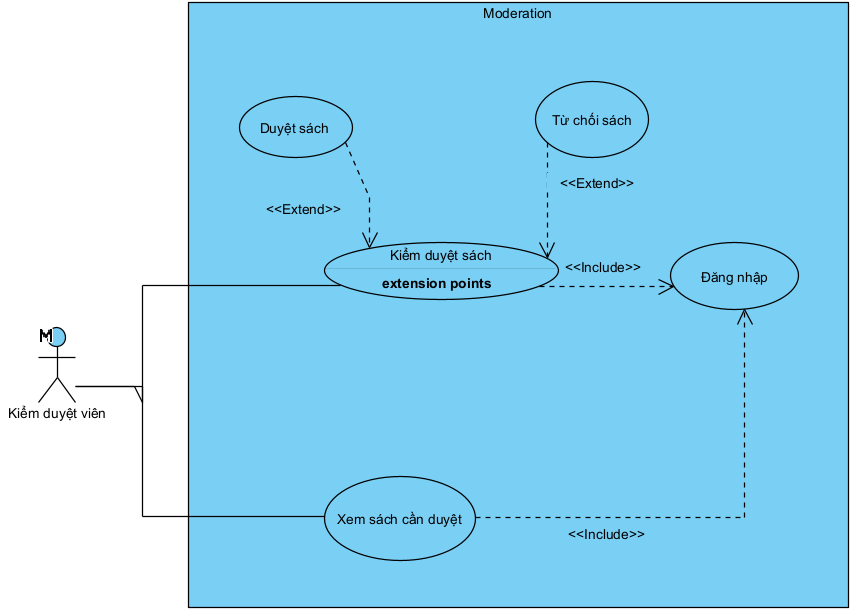 Moderation
Duyệt sách
Từ chối sách
<<Extend>>
<<Extend>>
Kiểm duyệt sách
extension points
<<Include>>
Đăng nhập
M
Kiểm duyệt viên
Xem sách cần duyệt
<<Include>>